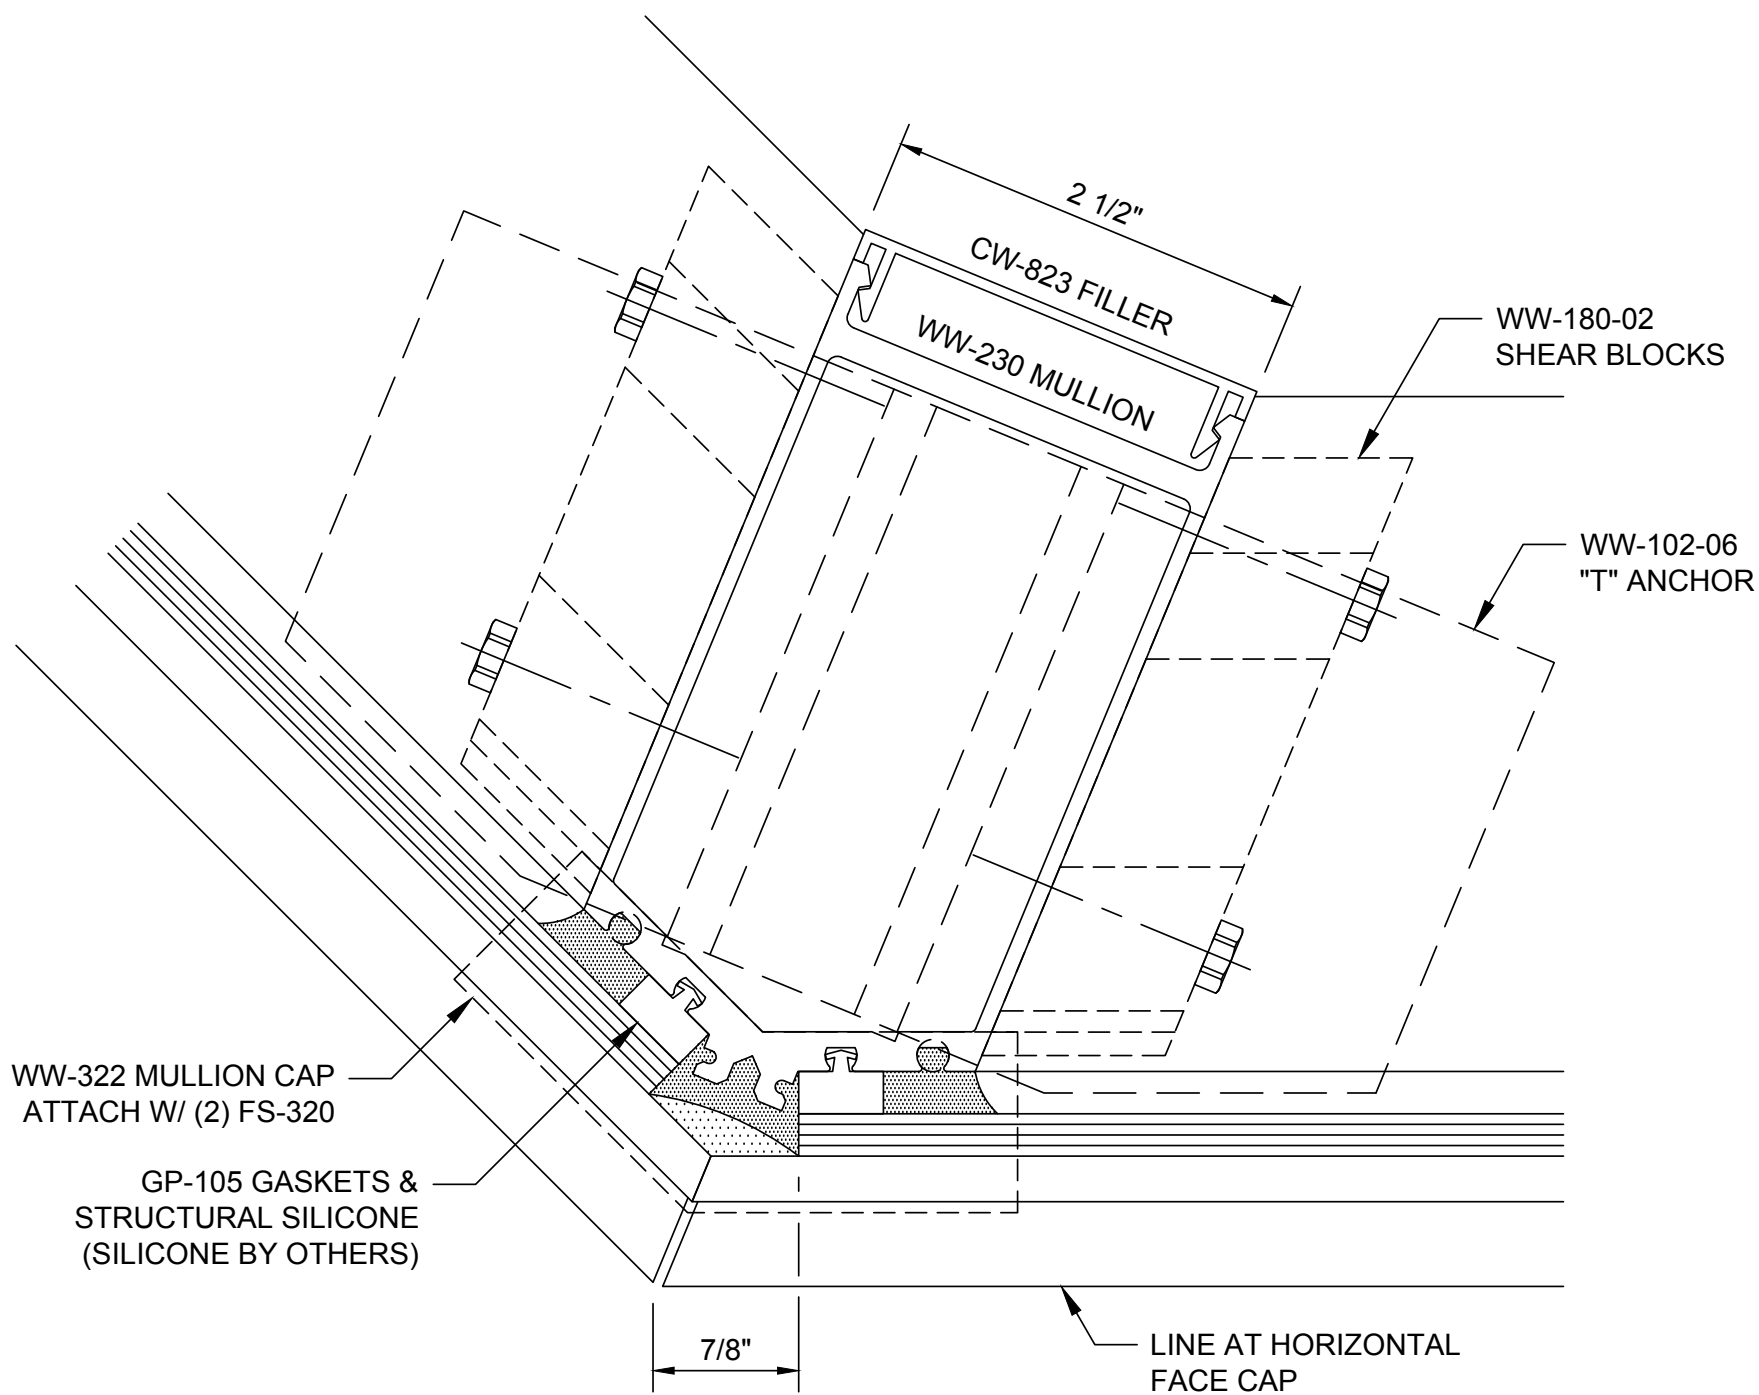 2 1/2"
CW-823 FILLER
WW-230 MULLION
WW-180-02
SHEAR BLOCKS
WW-102-06
"T" ANCHOR
WW-322 MULLION CAP
ATTACH W/ (2) FS-320
GP-105 GASKETS &
STRUCTURAL SILICONE
(SILICONE BY OTHERS)
7/8"
LINE AT HORIZONTAL
FACE CAP